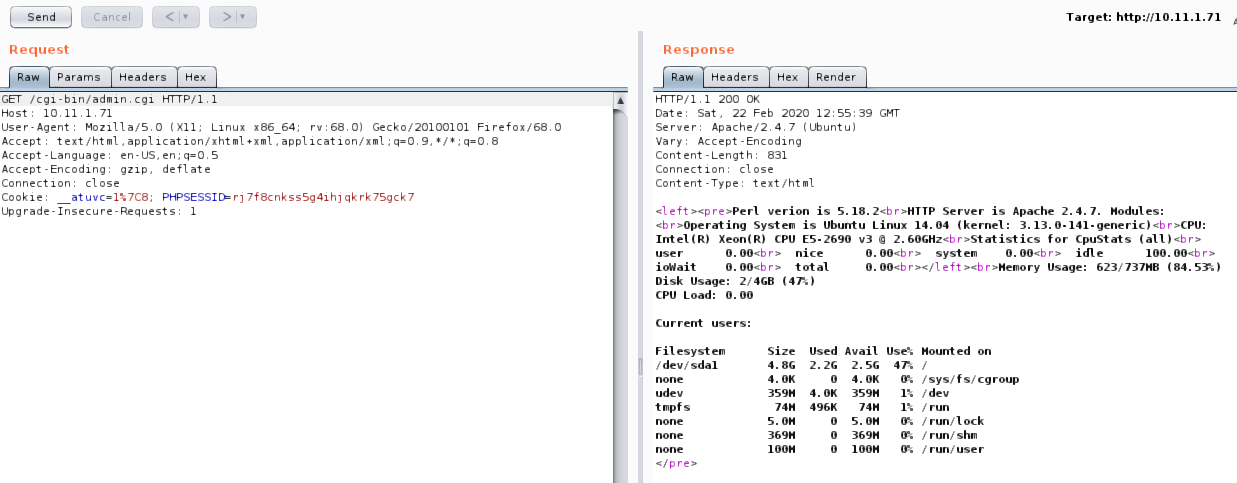 Send Cancel < > Target: http://10.11.1.71
Request
Raw Params Headers Hex
GET /cgi-bin/admin.cgi HTTP/1.1
Host: 10.11.1.71
User-Agent: Mozilla/5.0 (X11; Linux x86_64; rv:68.0) Gecko/20100101 Firefox/68.0
Accept: text/html,application/xhtml+xml,application/xml;q=0.9,*/*;q=0.8
Accept-Language: en-US,en;q=0.5
Accept-Encoding: gzip, deflate
Connection: close
Cookie: __atuvc=1%7C8; PHPSESSID=rj7f8cnkss5g4ihjqkrk75gck7
Upgrade-Insecure-Requests: 1
Response
Raw Headers Hex Render
HTTP/1.1 200 OK
Date: Sat, 22 Feb 2020 12:55:39 GMT
Server: Apache/2.4.7 (Ubuntu)
Vary: Accept-Encoding
Content-Length: 831
Connection: close
Content-Type: text/html
<left><pre>Perl verion is 5.18.2<br>HTTP Server is Apache 2.4.7. Modules:
<br>Operating System is Ubuntu Linux 14.04 (kernel: 3.13.0-141-generic)<br>CPU:
Intel(R) Xeon(R) CPU E5-2690 v3 @ 2.60GHz<br>Statistics for CpuStats (all)<br>
user 0.00<br> nice 0.00<br> system 0.00<br> idle 100.00<br>
ioWait 0.00<br> total 0.00<br></left><br>Memory Usage: 623/737MB (84.53%)
Disk Usage: 2/4GB (47%)
CPU Load: 0.00
Current users:
Filesystem Size Used Avail Use% Mounted on
/dev/sda1 4.8G 2.2G 2.5G 47% /
none 4.0K 0 4.0K 0% /sys/fs/cgroup
udev 359M 4.0K 359M 1% /dev
tmpfs 74M 496K 74M 1% /run
none 5.0M 0 5.0M 0% /run/lock
none 369M 0 369M 0% /run/shm
none 100M 0 100M 0% /run/user
</pre>